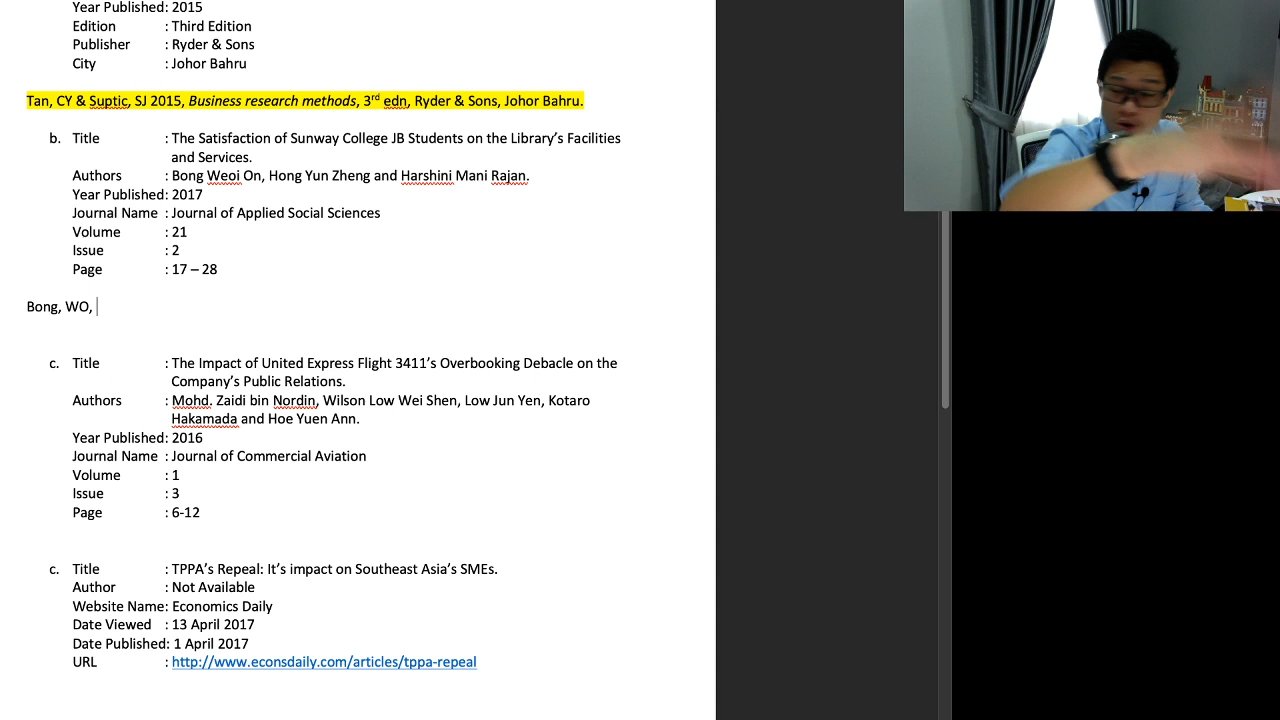 Year Published: 2015
Edition : Third Edition
Publisher : Ryder & Sons
City : Johor Bahru
Tan, CY & Suptic, SJ 2015, Business research methods, 3rd edn, Ryder & Sons, Johor Bahru.
b. Title : The Satisfaction of Sunway College JB Students on the Library’s Facilities
and Services.
Authors : Bong Weoi On, Hong Yun Zheng and Harshini Mani Rajan.
Year Published: 2017
Journal Name : Journal of Applied Social Sciences
Volume : 21
Issue : 2
Page : 17 – 28
Bong, WO,
c. Title : The Impact of United Express Flight 3411’s Overbooking Debacle on the
Company’s Public Relations.
Authors : Mohd. Zaidi bin Nordin, Wilson Low Wei Shen, Low Jun Yen, Kotaro
Hakamada and Hoe Yuen Ann.
Year Published: 2016
Journal Name : Journal of Commercial Aviation
Volume : 1
Issue : 3
Page : 6-12
c. Title : TPPA’s Repeal: It’s impact on Southeast Asia’s SMEs.
Author : Not Available
Website Name: Economics Daily
Date Viewed : 13 April 2017
Date Published: 1 April 2017
URL : http://www.econsdaily.com/articles/tppa-repeal